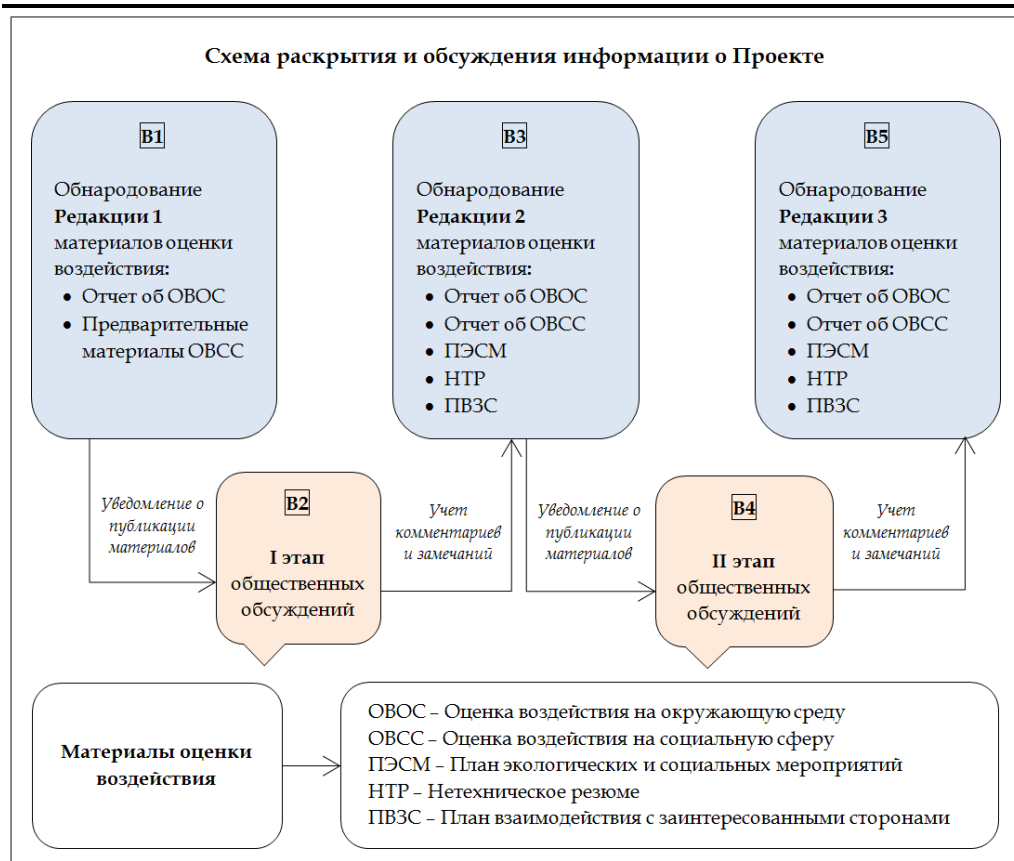 Схема раскрытия и обсуждения информации о Проекте
B1
Обнародование
Редакции 1
материалов оценки
воздействия:
• Отчет об ОВОС
• Предварительные
материалы ОВСС
B3
Обнародование
Редакции 2
материалов оценки
воздействия:
• Отчет об ОВОС
• Отчет об ОВСС
• ПЭСМ
• НТР
• ПВЗС
B5
Обнародование
Редакции 3
материалов оценки
воздействия:
• Отчет об ОВОС
• Отчет об ОВСС
• ПЭСМ
• НТР
• ПВЗС
Уведомление о
публикации
материалов
B2
I этап
общественных
обсуждений
Учет
комментариев
и замечаний
Уведомление о
публикации
материалов
B4
II этап
общественных
обсуждений
Учет
комментариев
и замечаний
Материалы оценки
воздействия
ОВОС – Оценка воздействия на окружающую среду
ОВСС – Оценка воздействия на социальную сферу
ПЭСМ – План экологических и социальных мероприятий
НТР – Нетехническое резюме
ПВЗС – План взаимодействия с заинтересованными сторонами